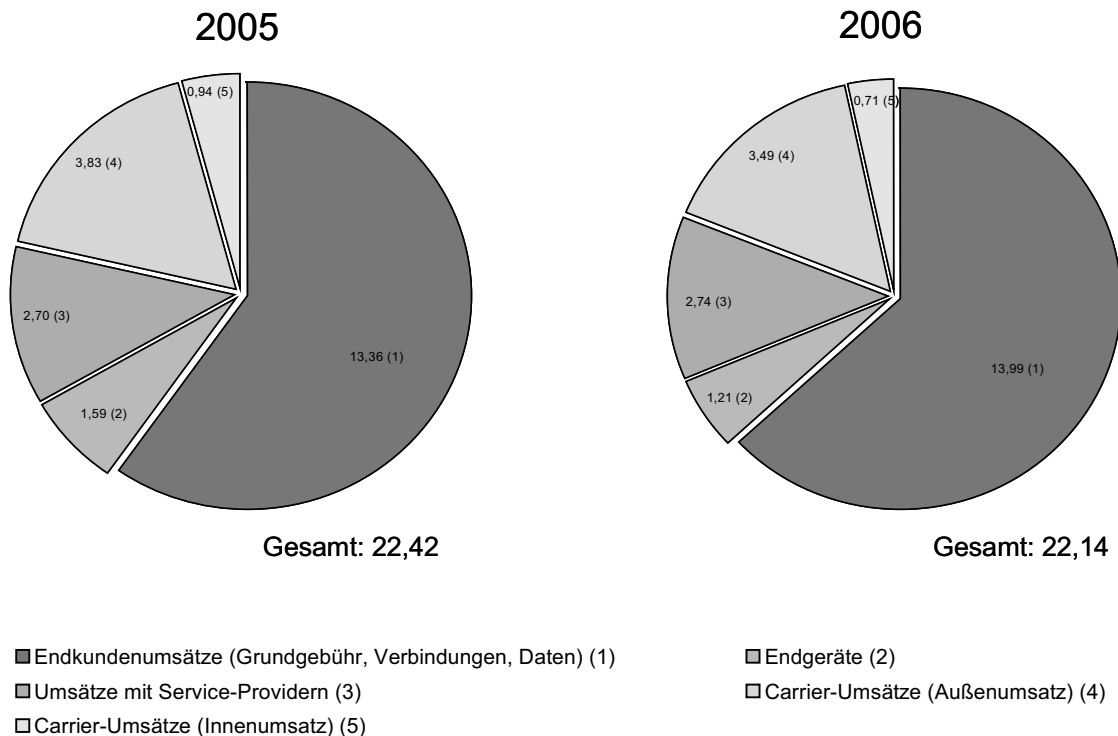 2005
2006
0,94 (5)
3,83 (4)
2,70 (3)
1,59 (2)
13,36 (1)
0,71 (5)
3,49 (4)
2,74 (3)
1,21 (2)
13,99 (1)
Gesamt: 22,42
Gesamt: 22,14
Endkundenumsätze (Grundgebühr, Verbindungen, Daten) (1)
Endgeräte (2)
Umsätze mit Service-Providern (3)
Carrier-Umsätze (Außenumsatz) (4)
Carrier-Umsätze (Innenumsatz) (5)